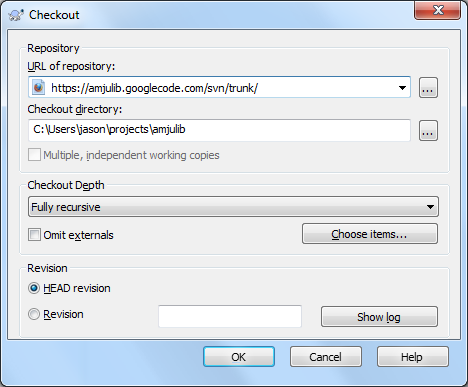 Checkout
Repository
URL of repository:
https://amjulib.googlecode.com/svn/trunk/
...
Checkout directory:
C:\Users\jason\projects\amjulib
...
Multiple, independent working copies
Checkout Depth
Fully recursive
Omit externals
Choose items...
Revision
HEAD revision
Revision
Show log
OK
Cancel
Help